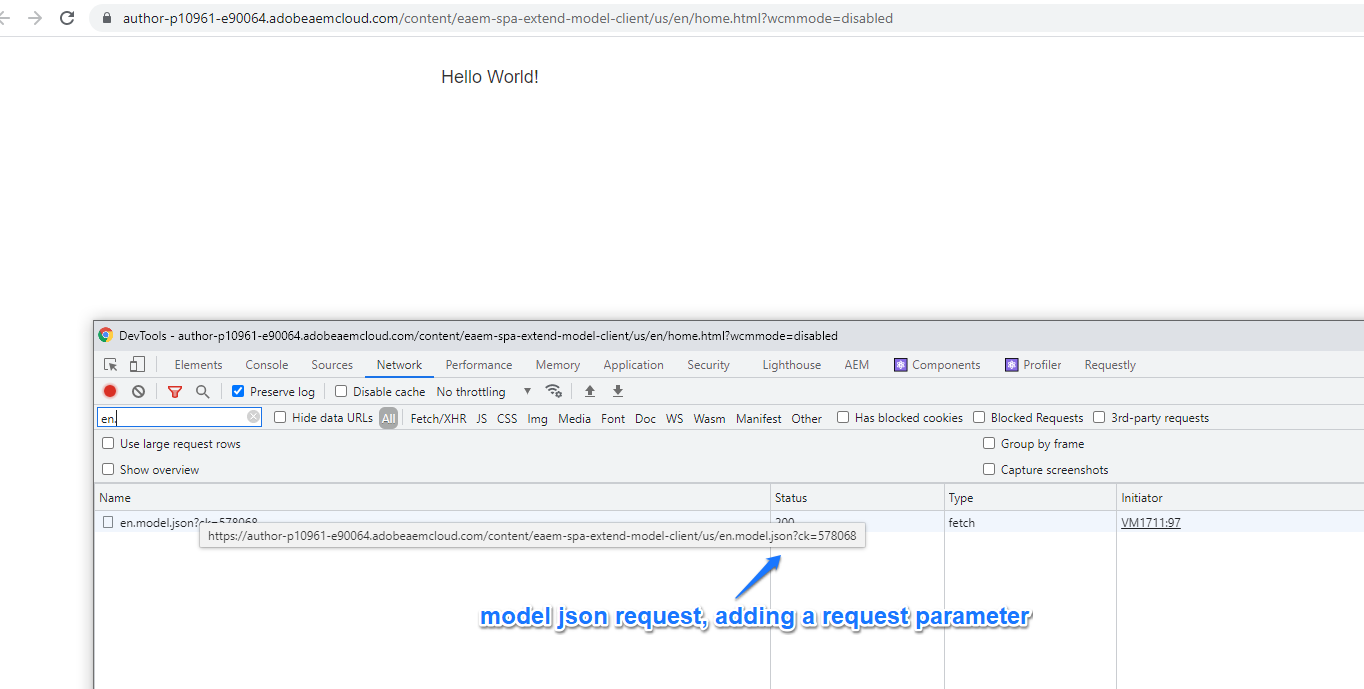 author-p10961-e90064.adobeaemcloud.com/content/eaem-spa-extend-model-client/us/en/home.html?wcmmode=disabled
Hello World!
DevTools - author-p10961-e90064.adobeaemcloud.com/content/eaem-spa-extend-model-client/us/en/home.html?wcmmode=disabled
Elements Console Sources Network Performance Memory Application Security Lighthouse AEM Components Profiler Requestly
Preserve log Disable cache No throttling
en. Hide data URLs All Fetch/XHR JS CSS Img Media Font Doc WS Wasm Manifest Other Has blocked cookies Blocked Requests 3rd-party requests
Use large request rows Group by frame
Show overview Capture screenshots
Name Status Type Initiator
en.model.json?ck=578068 200 fetch VM1711:97
https://author-p10961-e90064.adobeaemcloud.com/content/eaem-spa-extend-model-client/us/en.model.json?ck=578068
model json request, adding a request parameter